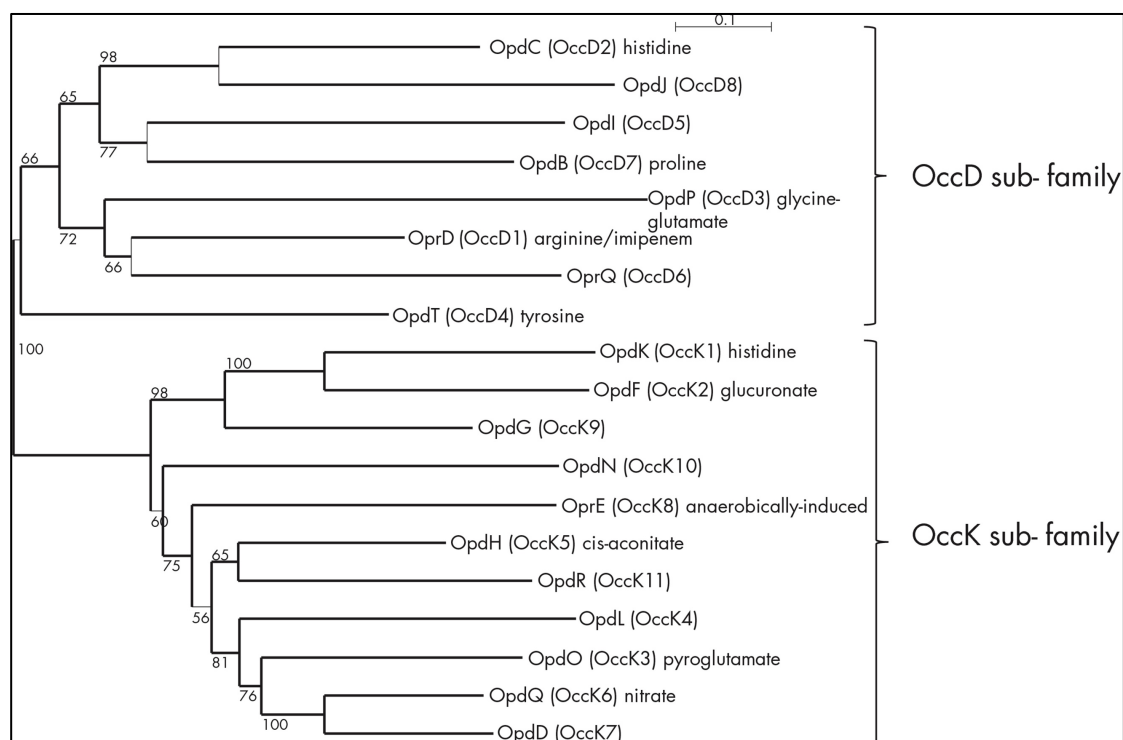 0.1
98
OpdC (OccD2) histidine
OpdJ (OccD8)
65
OpdI (OccD5)
77
OpdB (OccD7) proline
66
OccD sub- family
OpdP (OccD3) glycine-
glutamate
72
OprD (OccD1) arginine/imipenem
66
OprQ (OccD6)
OpdT (OccD4) tyrosine
100
OpdK (OccK1) histidine
100
OpdF (OccK2) glucuronate
98
OpdG (OccK9)
OpdN (OccK10)
60
OprE (OccK8) anaerobically-induced
OccK sub- family
75
OpdH (OccK5) cis-aconitate
65
OpdR (OccK11)
56
OpdL (OccK4)
81
OpdO (OccK3) pyroglutamate
76
OpdQ (OccK6) nitrate
100
OpdD (OccK7)